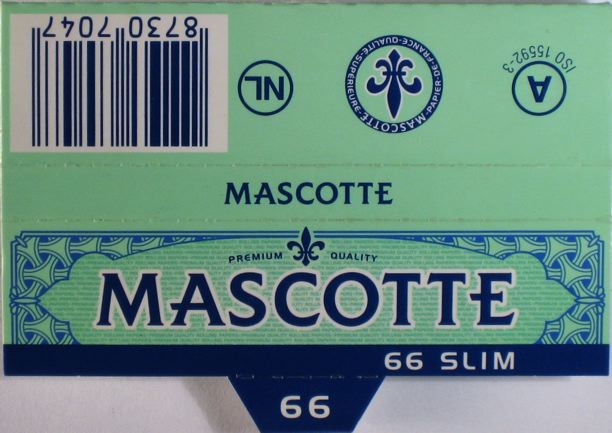 8730 7047
NL
MASCOTTE-PAPIER-DE-FRANCE-QUALITE-SUPERIEURE-
A
ISO 15592-3
MASCOTTE
PREMIUM QUALITY
MASCOTTE
66 SLIM
66